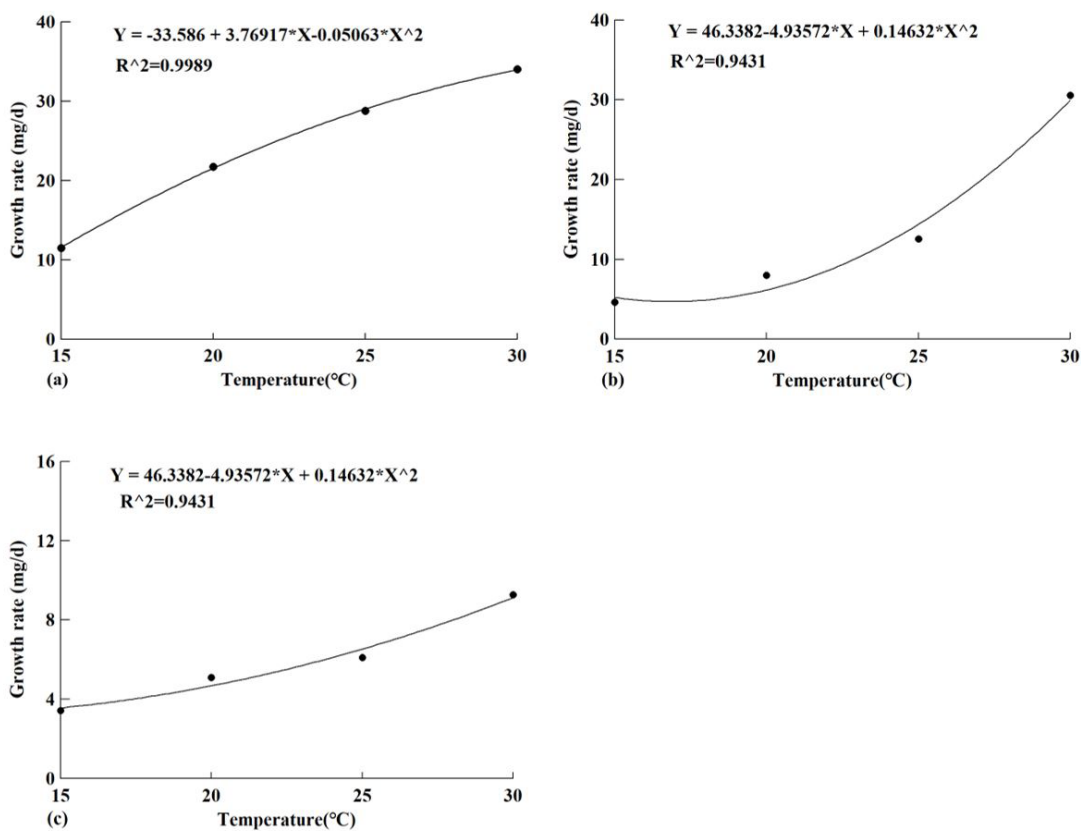 Y = -33.586 + 3.76917*X-0.05063*X^2
R^2=0.9989
Growth rate (mg/d)
40
30
20
10
0
15 20 25 30
(a) Temperature(°C)
Y = 46.3382-4.93572*X + 0.14632*X^2
R^2=0.9431
Growth rate (mg/d)
40
30
20
10
0
15 20 25 30
(b) Temperature(°C)
Y = 46.3382-4.93572*X + 0.14632*X^2
R^2=0.9431
Growth rate (mg/d)
16
12
8
4
0
15 20 25 30
(c) Temperature(°C)